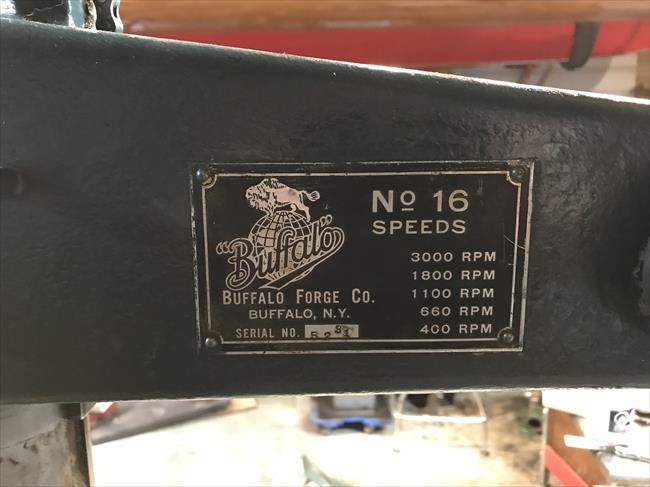 "Buffalo"
BUFFALO FORGE CO.
BUFFALO, N.Y.
SERIAL NO.
No 16
SPEEDS
3000 RPM
1800 RPM
1100 RPM
660 RPM
400 RPM